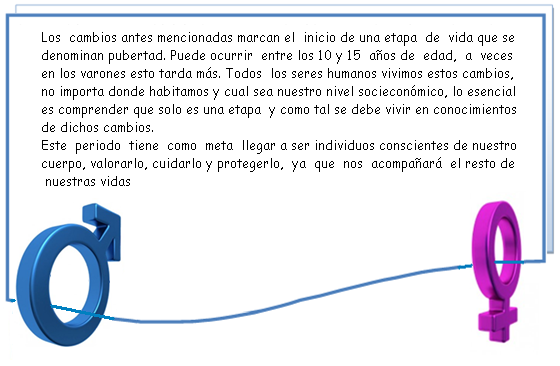 Los cambios antes mencionadas marcan el inicio de una etapa de vida que se
denominan pubertad. Puede ocurrir entre los 10 y 15 años de edad, a veces
en los varones esto tarda más. Todos los seres humanos vivimos estos cambios,
no importa donde habitamos y cual sea nuestro nivel socieconómico, lo esencial
es comprender que solo es una etapa y como tal se debe vivir en conocimientos
de dichos cambios.
Este periodo tiene como meta llegar a ser individuos conscientes de nuestro
cuerpo, valorarlo, cuidarlo y protegerlo, ya que nos acompañará el resto de
nuestras vidas